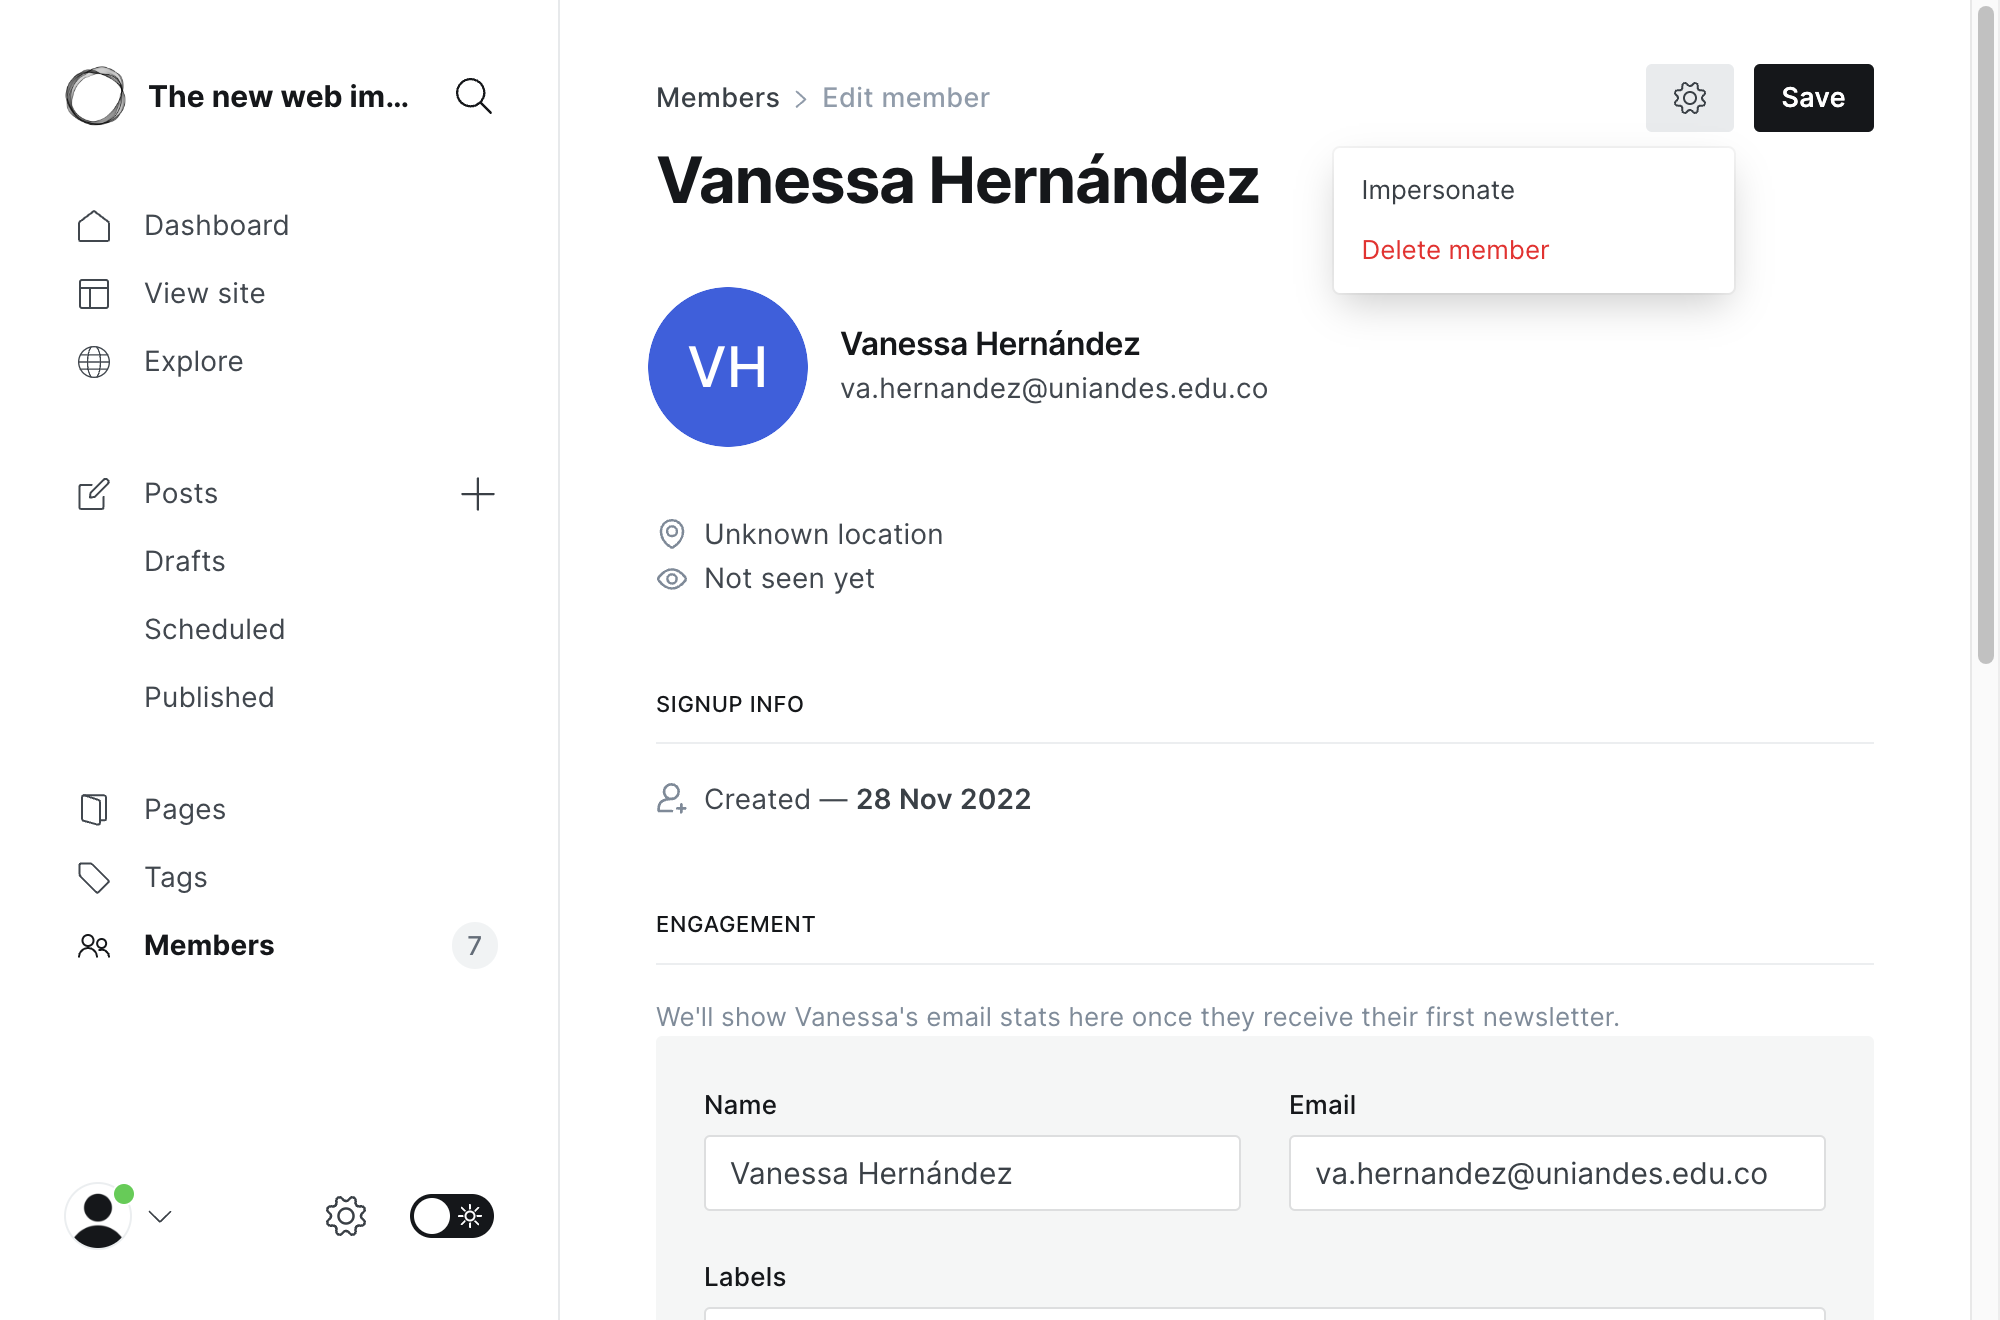 The new web im...
Dashboard
View site
Explore
Posts
Drafts
Scheduled
Published
Pages
Tags
Members 7
Members > Edit member
Save
Vanessa Hernández
Impersonate
Delete member
VH
Vanessa Hernández
va.hernandez@uniandes.edu.co
Unknown location
Not seen yet
SIGNUP INFO
Created — 28 Nov 2022
ENGAGEMENT
We'll show Vanessa's email stats here once they receive their first newsletter.
Name
Vanessa Hernández
Email
va.hernandez@uniandes.edu.co
Labels